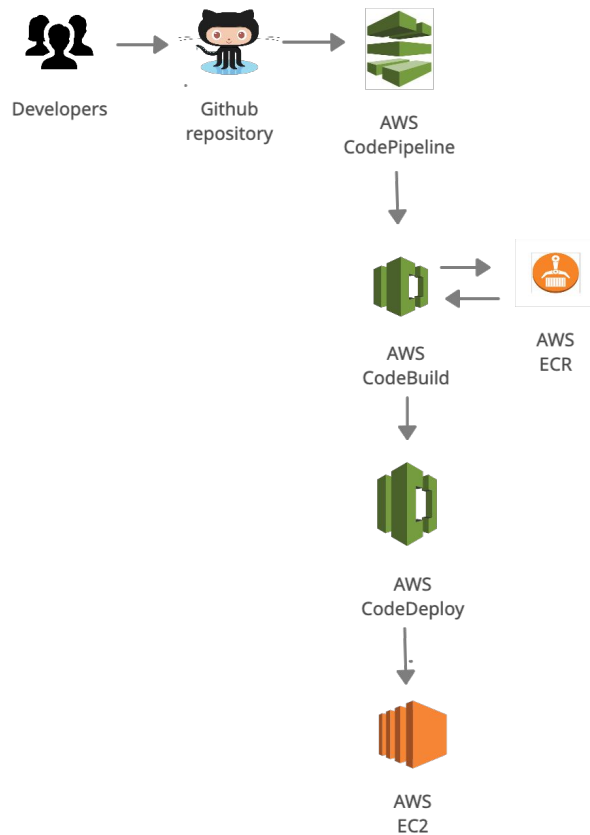 Developers
Github
repository
AWS
CodePipeline
AWS
CodeBuild
AWS
ECR
AWS
CodeDeploy
AWS
EC2